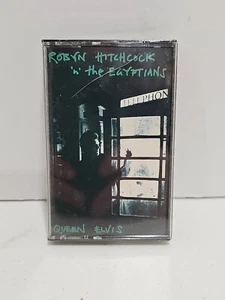 ROBYN HITCHCOCK
'n' the EGYPTIANS
TELEPHON
QUEEN ELVIS